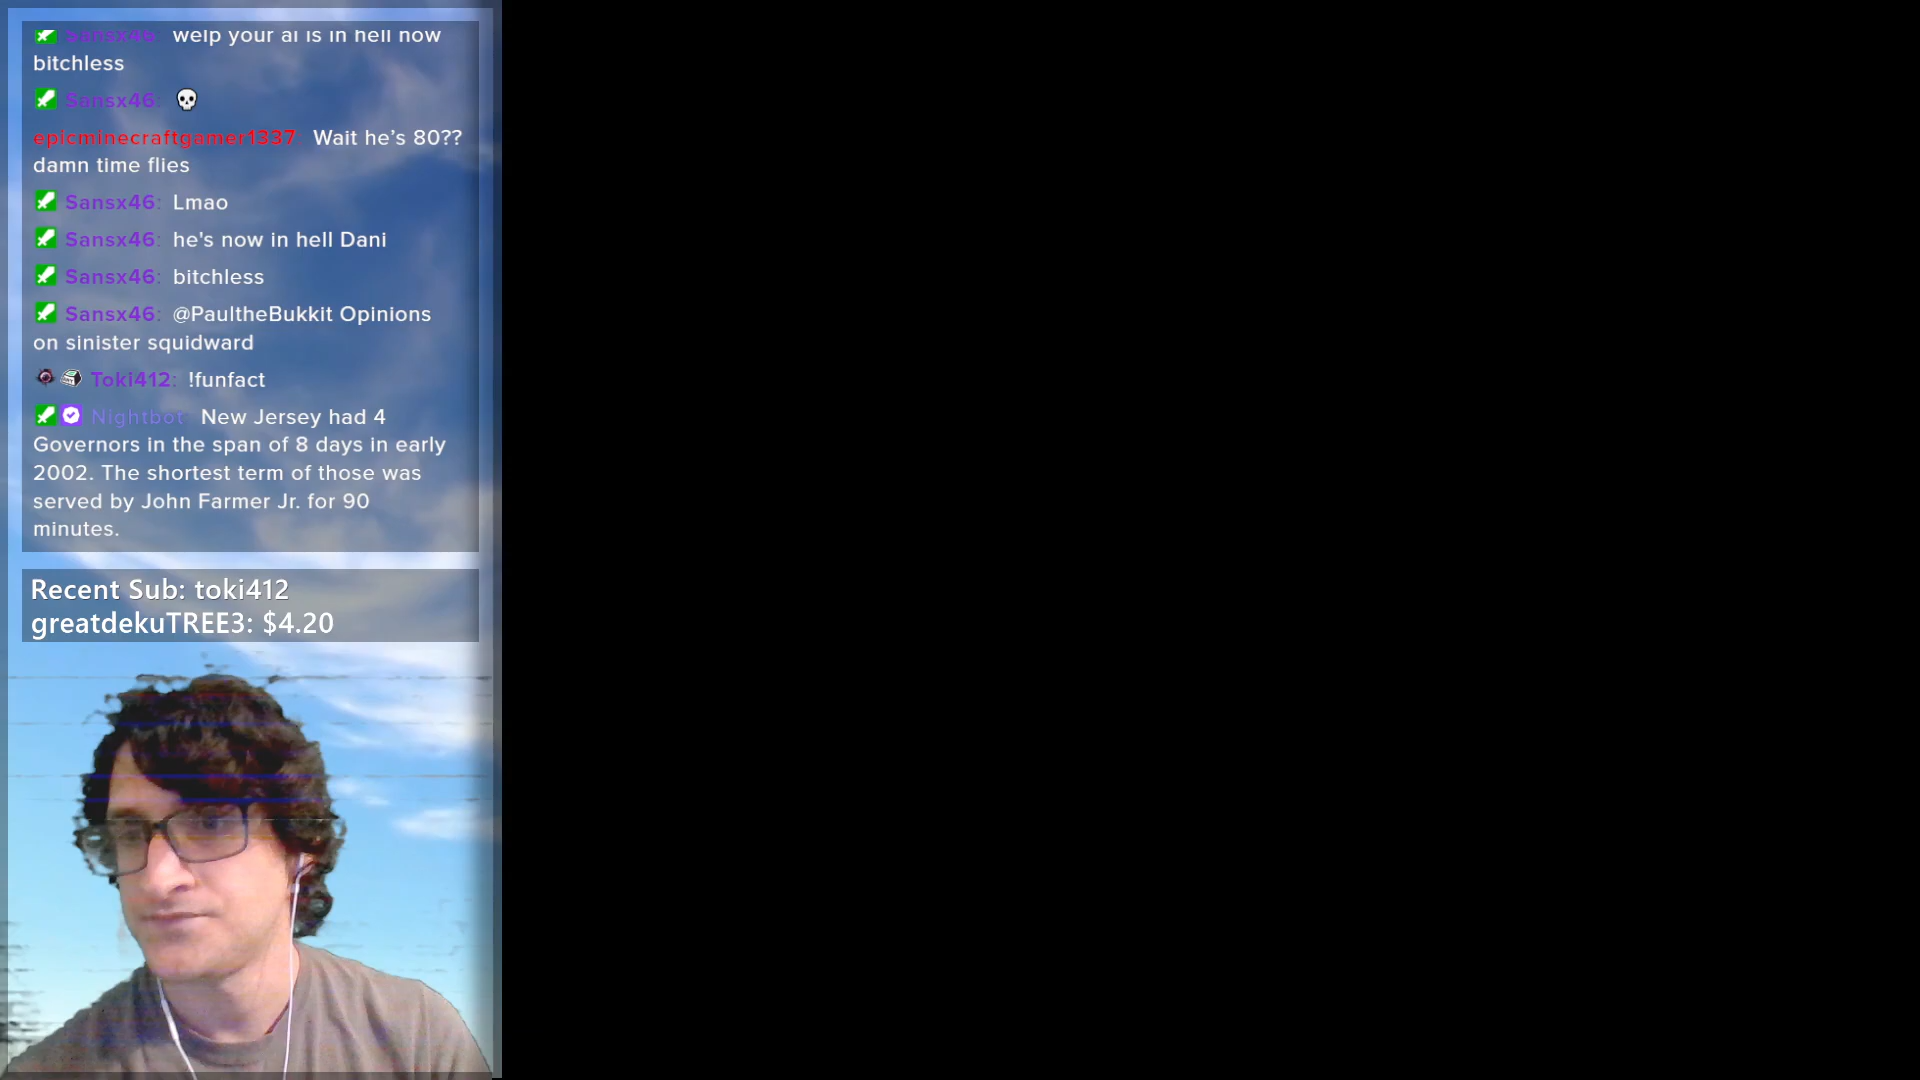 Sansx46: welp your ai is in hell now
bitchless
Sansx46: 💀
epicminecraftgamer1337: Wait he's 80??
damn time flies
Sansx46: Lmao
Sansx46: he's now in hell Dani
Sansx46: bitchless
Sansx46: @PaultheBukkit Opinions
on sinister squidward
Toki412: !funfact
Nightbot: New Jersey had 4
Governors in the span of 8 days in early
2002. The shortest term of those was
served by John Farmer Jr. for 90
minutes.
Recent Sub: toki412
greatdekuTREE3: $4.20